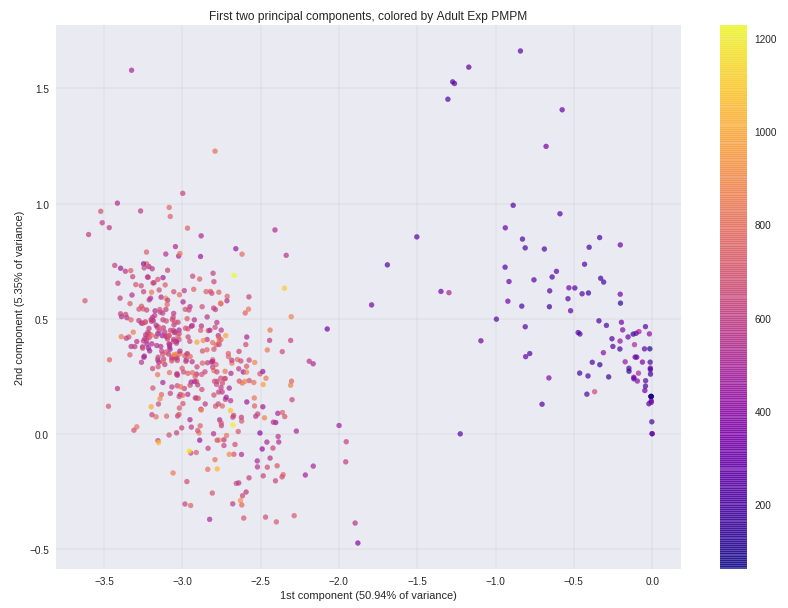 First two principal components, colored by Adult Exp PMPM
1200
1000
800
600
400
200
1.5
1.0
0.5
0.0
−0.5
2nd component (5.35% of variance)
−3.5 −3.0 −2.5 −2.0 −1.5 −1.0 −0.5 0.0
1st component (50.94% of variance)